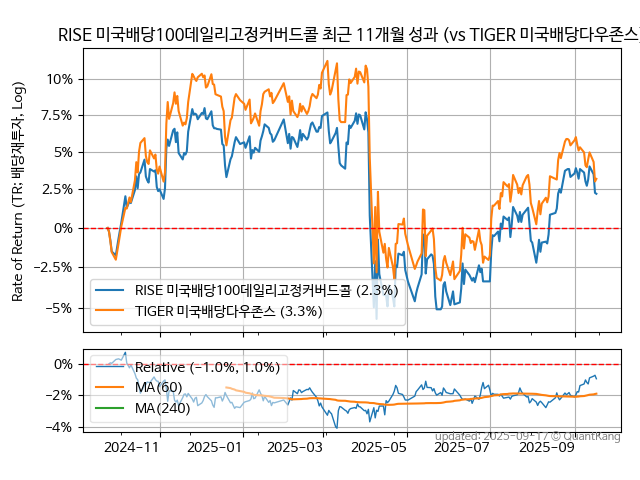 RISE 미국배당100데일리고정커버드콜 최근 11개월 성과 (vs TIGER 미국배당다우존스)
Rate of Return (TR: 배당재투자, Log)
10%
7.5%
5%
2.5%
0%
−2.5%
−5%
RISE 미국배당100데일리고정커버드콜 (2.3%)
TIGER 미국배당다우존스 (3.3%)
0%
−2%
−4%
Relative (−1.0%, 1.0%)
MA(60)
MA(240)
2024−11
2025−01
2025−03
2025−05
2025−07
2025−09
updated: 2025-09-17 © QuantKang